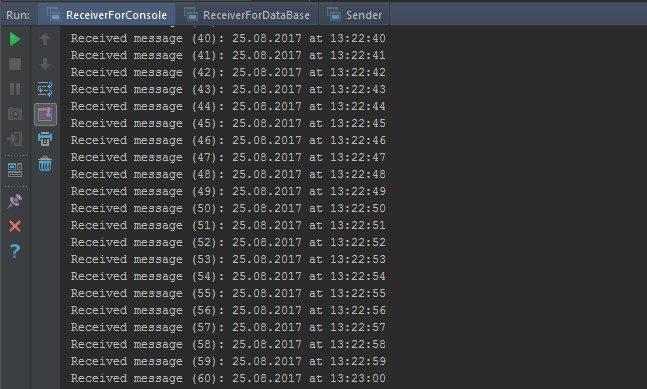 Run: ReceiverForConsole ReceiverForDataBase Sender
Received message (40): 25.08.2017 at 13:22:40
Received message (41): 25.08.2017 at 13:22:41
Received message (42): 25.08.2017 at 13:22:42
Received message (43): 25.08.2017 at 13:22:43
Received message (44): 25.08.2017 at 13:22:44
Received message (45): 25.08.2017 at 13:22:45
Received message (46): 25.08.2017 at 13:22:46
Received message (47): 25.08.2017 at 13:22:47
Received message (48): 25.08.2017 at 13:22:48
Received message (49): 25.08.2017 at 13:22:49
Received message (50): 25.08.2017 at 13:22:50
Received message (51): 25.08.2017 at 13:22:51
Received message (52): 25.08.2017 at 13:22:52
Received message (53): 25.08.2017 at 13:22:53
Received message (54): 25.08.2017 at 13:22:54
Received message (55): 25.08.2017 at 13:22:55
Received message (56): 25.08.2017 at 13:22:56
Received message (57): 25.08.2017 at 13:22:57
Received message (58): 25.08.2017 at 13:22:58
Received message (59): 25.08.2017 at 13:22:59
Received message (60): 25.08.2017 at 13:23:00